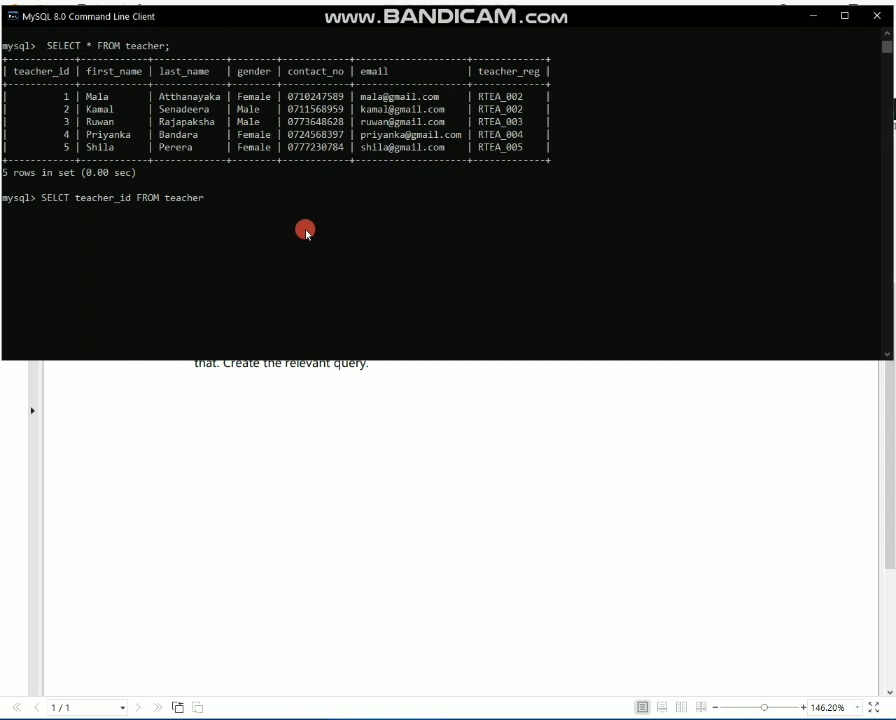 MySQL 8.0 Command Line Client
www.BANDICAM.com
mysql> SELECT * FROM teacher;
| teacher_id | first_name | last_name | gender | contact_no | email | teacher_reg |
| 1 | Mala | Atthanayaka | Female | 0710247589 | mala@gmail.com | RTEA_002 |
| 2 | Kamal | Senadeera | Male | 0711568959 | kamal@gmail.com | RTEA_002 |
| 3 | Ruwan | Rajapaksha | Male | 0773648628 | ruwan@gmail.com | RTEA_003 |
| 4 | Priyanka | Bandara | Female | 0724568397 | priyanka@gmail.com | RTEA_004 |
| 5 | Shila | Perera | Female | 0777230784 | shila@gmail.com | RTEA_005 |
5 rows in set (0.00 sec)
mysql> SELCT teacher_id FROM teacher
that. Create the relevant query.
1 / 1
146.20%